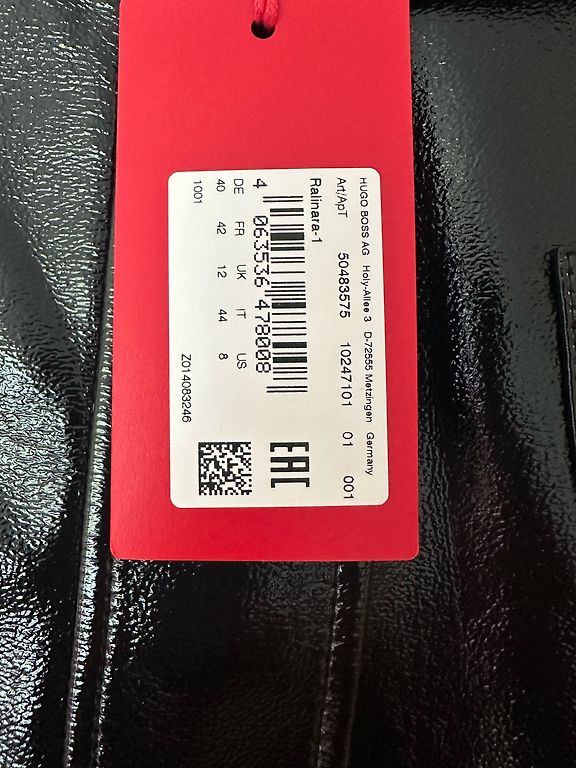 HUGO BOSS AG Holy-Allee 3 D-72555 Metzingen Germany
Art/АрТ 50483575 10247101 01 001
Ralinara-1
4 063536 478008
DE FR UK IT US
40 42 12 44 8
1001 Z014083246
EAC